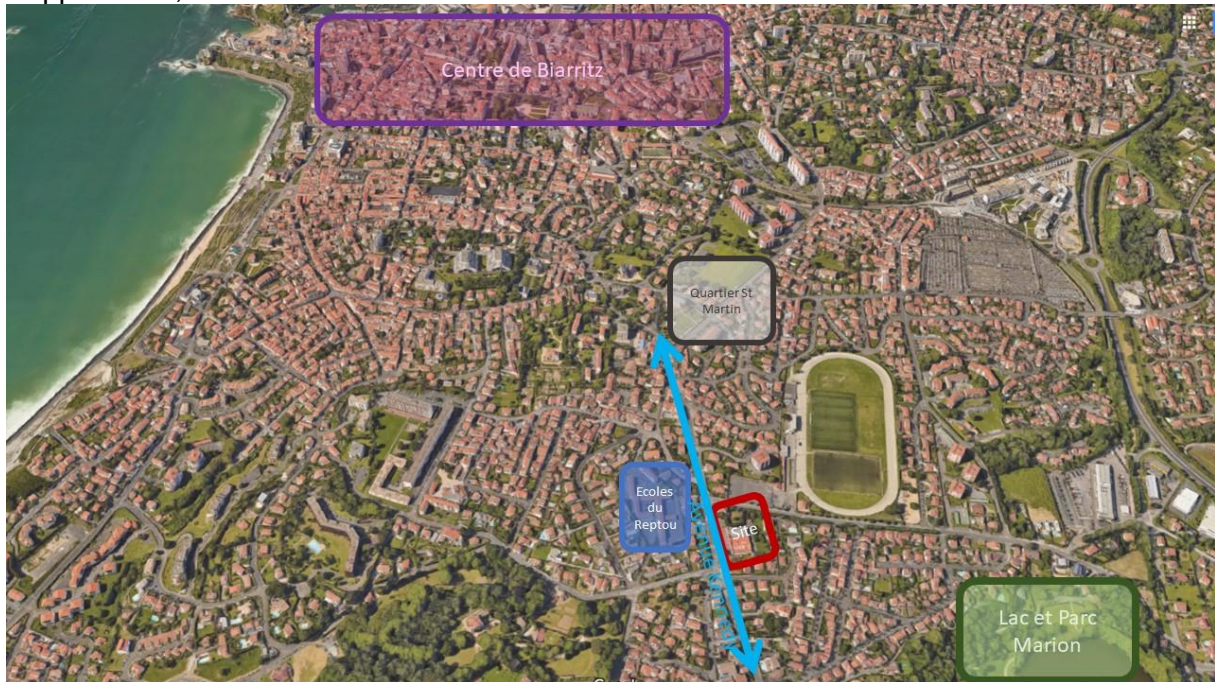 Centre de Biarritz
Quartier St
Martin
Ecoles
du
Reptou
Site
Lac et Parc
Marion